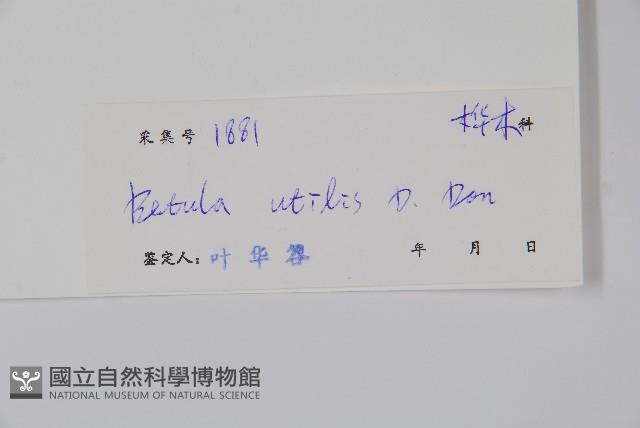 采集号 1881 桦木科
Betula utilis D. Don
鉴定人：叶华谷 年 月 日
國立自然科學博物館
NATIONAL MUSEUM OF NATURAL SCIENCE